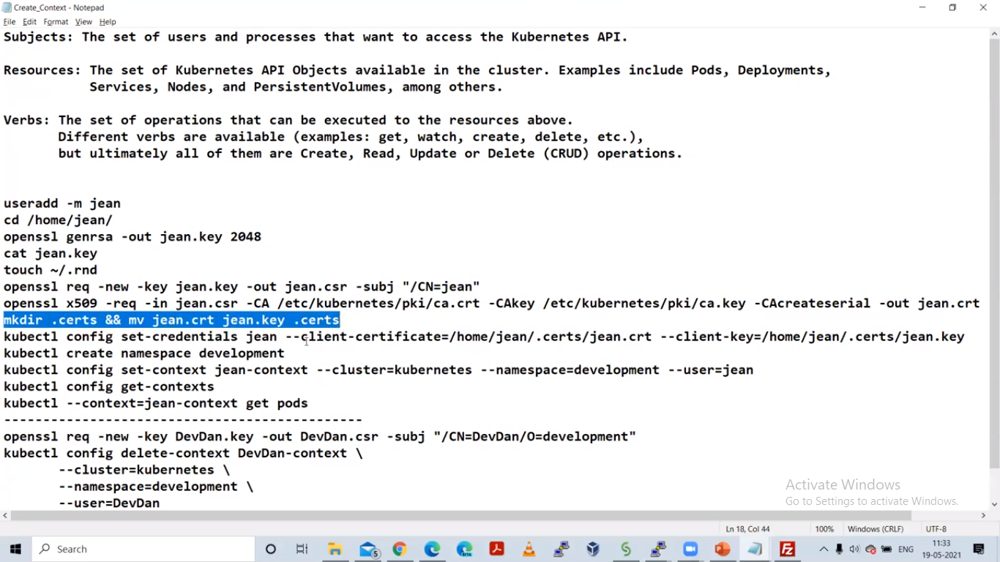 Create_Context - Notepad
File Edit Format View Help
Subjects: The set of users and processes that want to access the Kubernetes API.
Resources: The set of Kubernetes API Objects available in the cluster. Examples include Pods, Deployments,
Services, Nodes, and PersistentVolumes, among others.
Verbs: The set of operations that can be executed to the resources above.
Different verbs are available (examples: get, watch, create, delete, etc.),
but ultimately all of them are Create, Read, Update or Delete (CRUD) operations.
useradd -m jean
cd /home/jean/
openssl genrsa -out jean.key 2048
cat jean.key
touch ~/.rnd
openssl req -new -key jean.key -out jean.csr -subj "/CN=jean"
openssl x509 -req -in jean.csr -CA /etc/kubernetes/pki/ca.crt -CAkey /etc/kubernetes/pki/ca.key -CAcreateserial -out jean.crt
mkdir .certs && mv jean.crt jean.key .certs
kubectl config set-credentials jean --client-certificate=/home/jean/.certs/jean.crt --client-key=/home/jean/.certs/jean.key
kubectl create namespace development
kubectl config set-context jean-context --cluster=kubernetes --namespace=development --user=jean
kubectl config get-contexts
kubectl --context=jean-context get pods
----------------------------------------------
openssl req -new -key DevDan.key -out DevDan.csr -subj "/CN=DevDan/O=development"
kubectl config delete-context DevDan-context \
--cluster=kubernetes \
--namespace=development \
--user=DevDan
Activate Windows
Go to Settings to activate Windows.
Ln 18, Col 44 100% Windows (CRLF) UTF-8
Search 5 BETA S ENG 11:33
19-05-2021